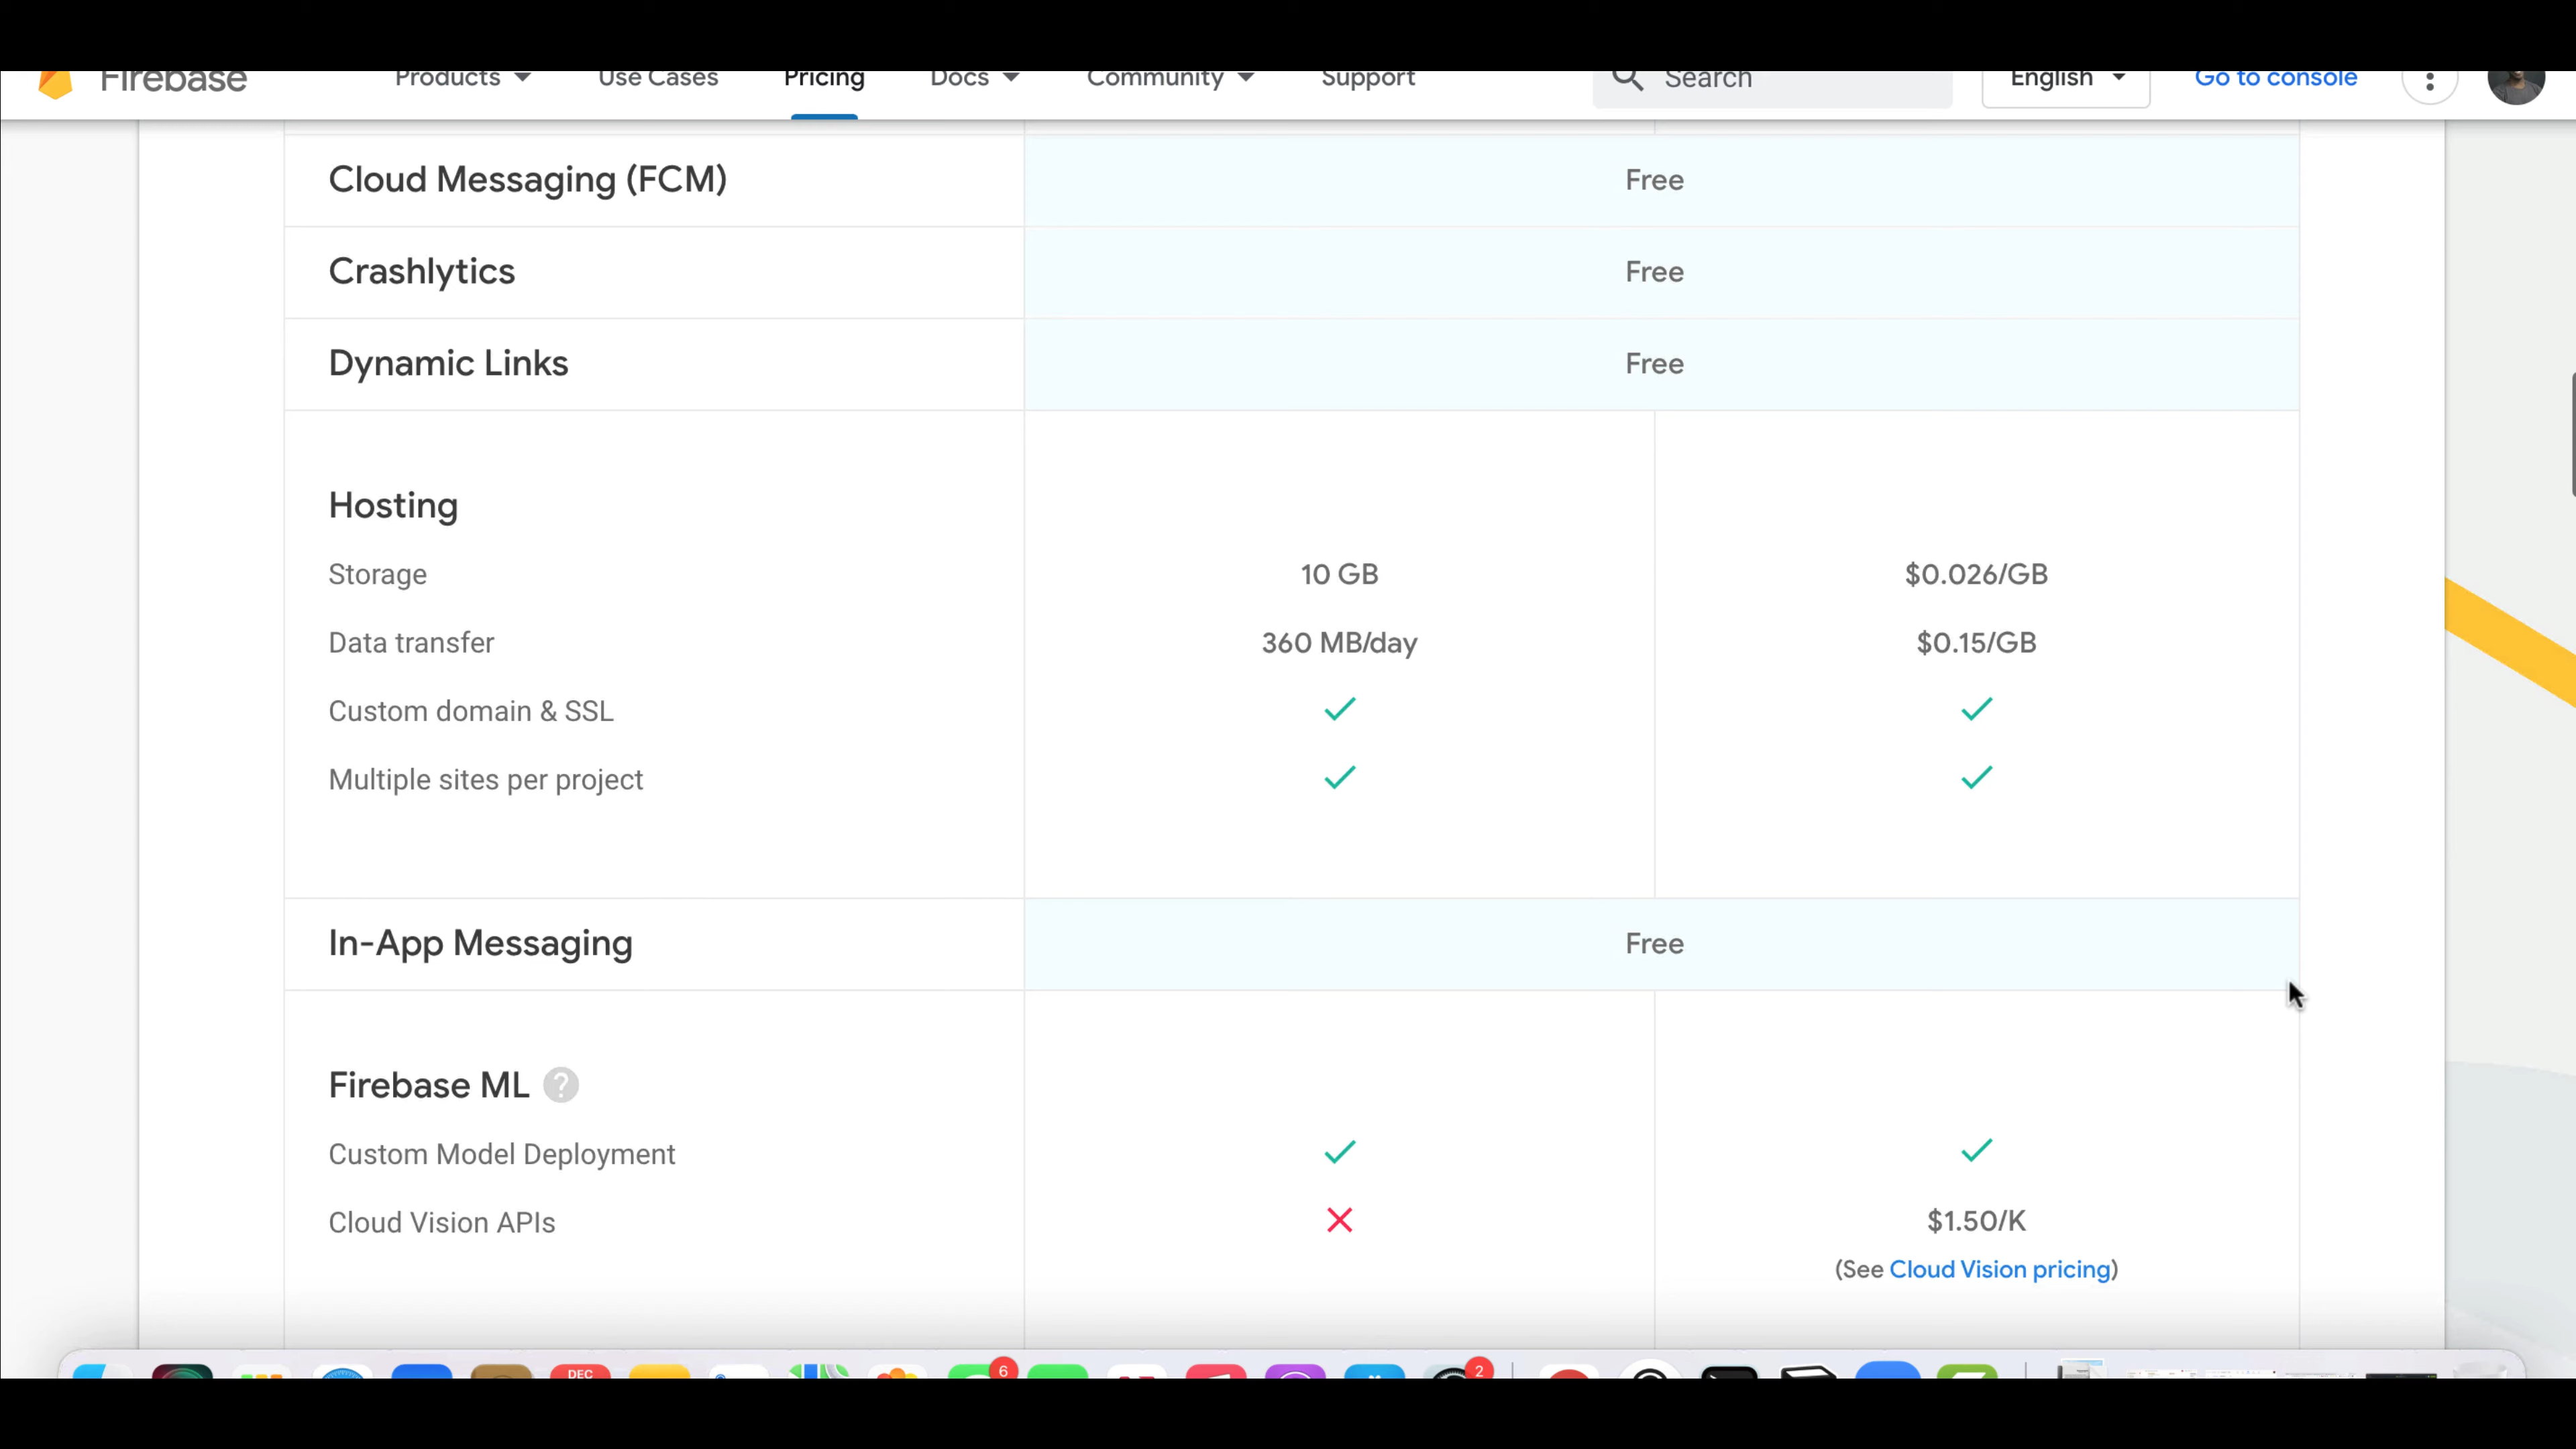 Firebase Products Use Cases Pricing Docs Community Support Search English Go to console
Cloud Messaging (FCM) Free
Crashlytics Free
Dynamic Links Free
Hosting
Storage 10 GB $0.026/GB
Data transfer 360 MB/day $0.15/GB
Custom domain & SSL
Multiple sites per project
In-App Messaging Free
Firebase ML ?
Custom Model Deployment
Cloud Vision APIs $1.50/K
(See Cloud Vision pricing)
DEC 6 2